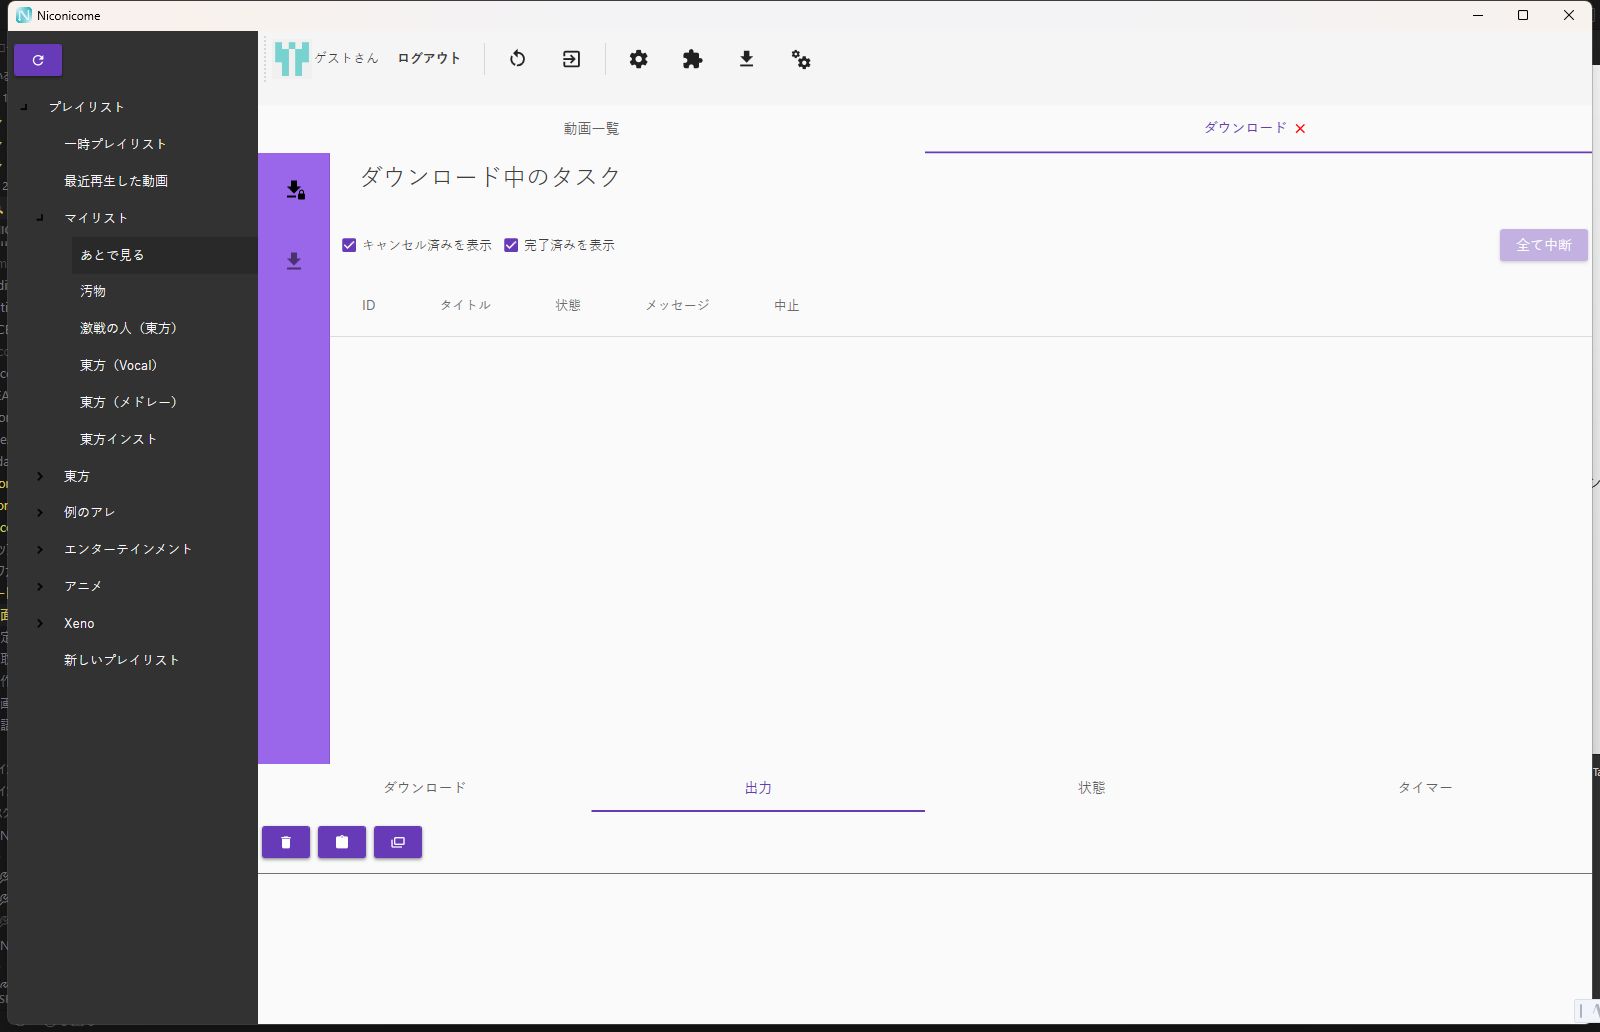 Niconicome
ゲストさん ログアウト
プレイリスト
一時プレイリスト
最近再生した動画
マイリスト
あとで見る
汚物
激戦の人（東方）
東方（Vocal）
東方（メドレー）
東方インスト
東方
例のアレ
エンターテインメント
アニメ
Xeno
新しいプレイリスト
動画一覧 ダウンロード
ダウンロード中のタスク
キャンセル済みを表示 完了済みを表示 全て中断
ID タイトル 状態 メッセージ 中止
ダウンロード 出力 状態 タイマー